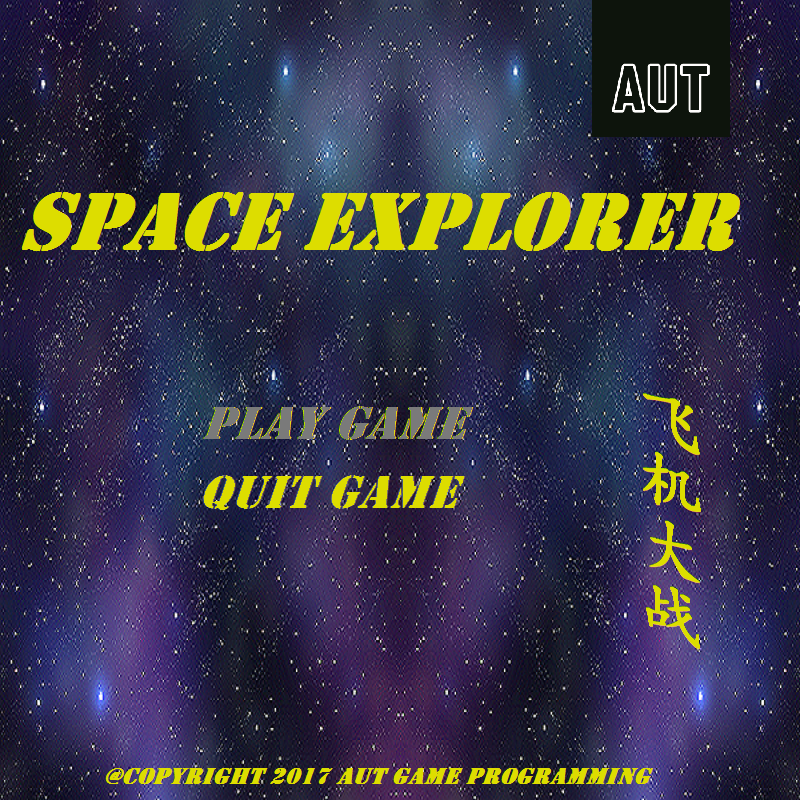 AUT
SPACE EXPLORER
PLAY GAME
QUIT GAME
飞机大战
@COPYRIGHT 2017 AUT GAME PROGRAMMING